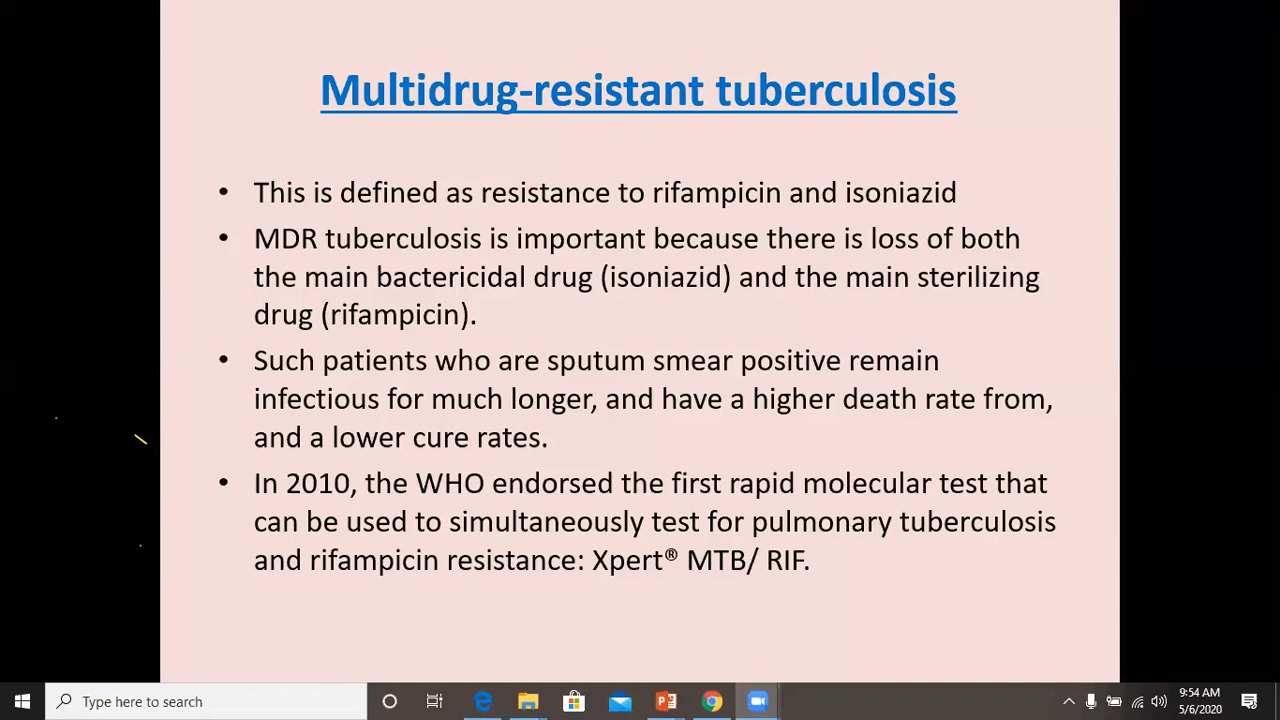 Multidrug-resistant tuberculosis
• This is defined as resistance to rifampicin and isoniazid
• MDR tuberculosis is important because there is loss of both
the main bactericidal drug (isoniazid) and the main sterilizing
drug (rifampicin).
• Such patients who are sputum smear positive remain
infectious for much longer, and have a higher death rate from,
and a lower cure rates.
• In 2010, the WHO endorsed the first rapid molecular test that
can be used to simultaneously test for pulmonary tuberculosis
and rifampicin resistance: Xpert® MTB/ RIF.
Type here to search
9:54 AM
5/6/2020